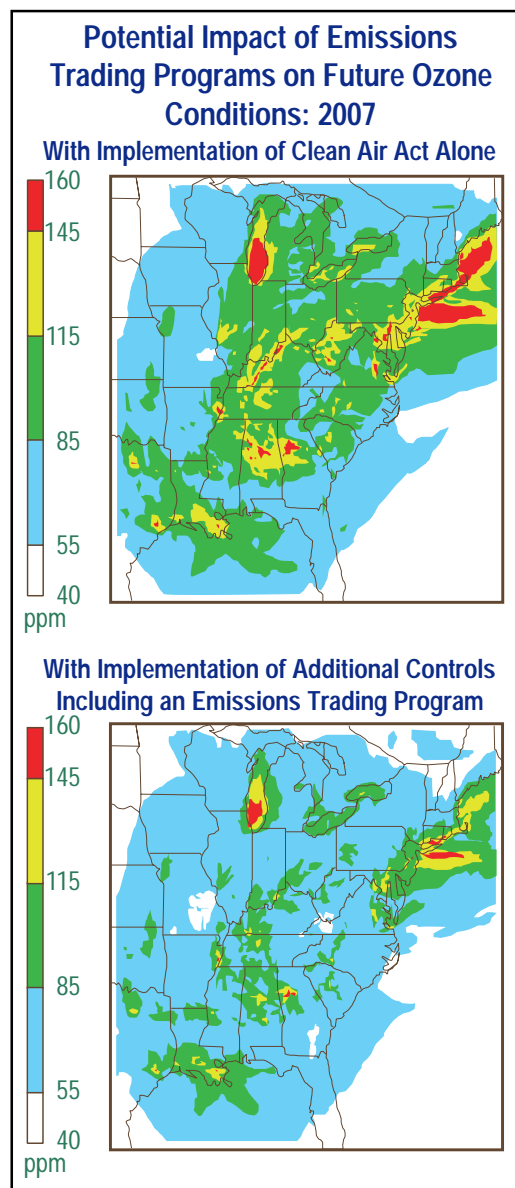 Potential Impact of Emissions
Trading Programs on Future Ozone
Conditions: 2007
With Implementation of Clean Air Act Alone
160
145
115
85
55
40
ppm
With Implementation of Additional Controls
Including an Emissions Trading Program
160
145
115
85
55
40
ppm